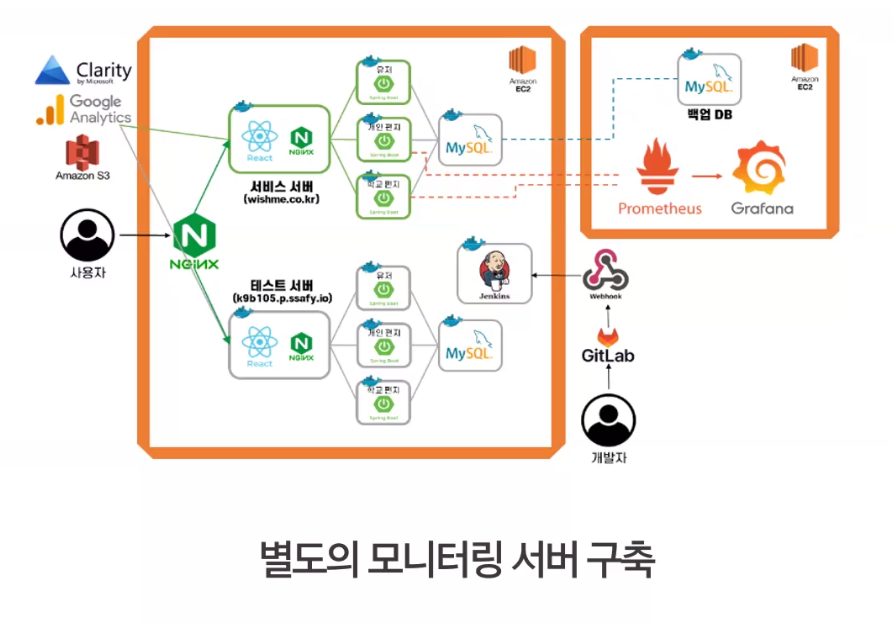 Clarity
by Microsoft
Google
Analytics
Amazon S3
사용자
NGINX
React
NGINX
서비스 서버
(wishme.co.kr)
유저
Spring Boot
개인 편지
Spring Boot
학교 편지
Spring Boot
MySQL
Amazon
EC2
테스트 서버
(k9b105.p.ssafy.io)
React
NGINX
유저
Spring Boot
개인 편지
Spring Boot
학교 편지
Spring Boot
MySQL
Jenkins
MySQL
백업 DB
Amazon
EC2
Prometheus
Grafana
Webhook
GitLab
개발자
별도의 모니터링 서버 구축